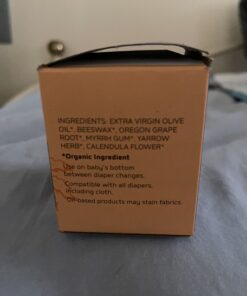 INGREDIENTS: EXTRA VIRGIN OLIVE
OIL*, BEESWAX*, OREGON GRAPE
ROOT*, MYRRH GUM*, YARROW
HERB*, CALENDULA FLOWER*
*Organic Ingredient
Use on baby's bottom
between diaper changes.
Compatible with all diapers,
including cloth.
Oil-based products may stain fabrics.